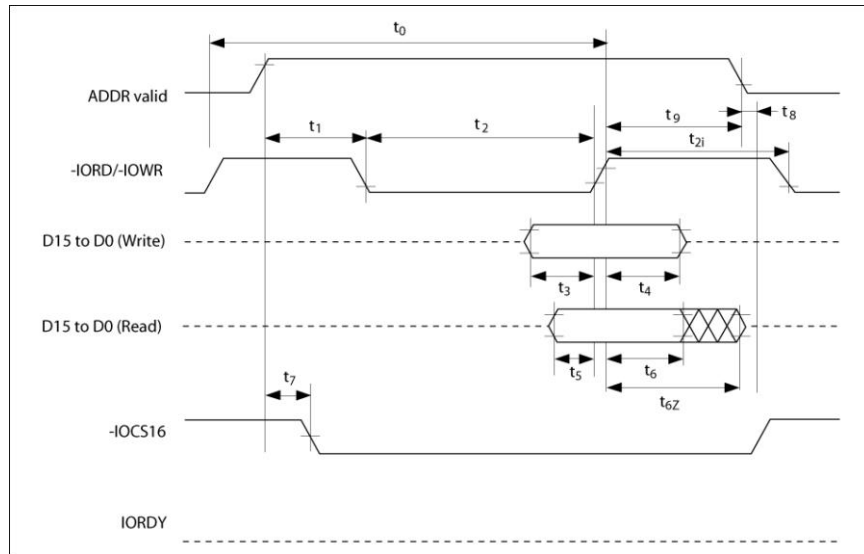 t0
ADDR valid
t9
t8
t1
t2
t2i
-IORD/-IOWR
D15 to D0 (Write)
t3
t4
D15 to D0 (Read)
t5
t6
t7
t6Z
-IOCS16
IORDY